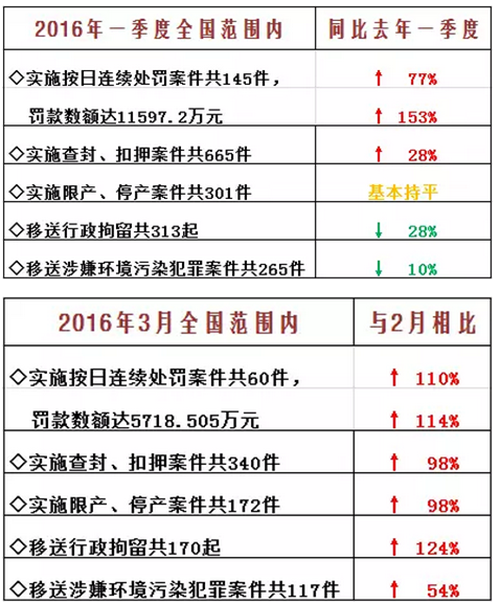 2016年一季度全国范围内 同比去年一季度
◇实施按日连续处罚案件共145件， ↑ 77%
罚款数额达11597.2万元 ↑ 153%
◇实施查封、扣押案件共665件 ↑ 28%
◇实施限产、停产案件共301件 基本持平
◇移送行政拘留共313起 ↓ 28%
◇移送涉嫌环境污染犯罪案件共265件 ↓ 10%
2016年3月全国范围内 与2月相比
◇实施按日连续处罚案件共60件， ↑ 110%
罚款数额达5718.505万元 ↑ 114%
◇实施查封、扣押案件共340件 ↑ 98%
◇实施限产、停产案件共172件 ↑ 98%
◇移送行政拘留共170起 ↑ 124%
◇移送涉嫌环境污染犯罪案件共117件 ↑ 54%